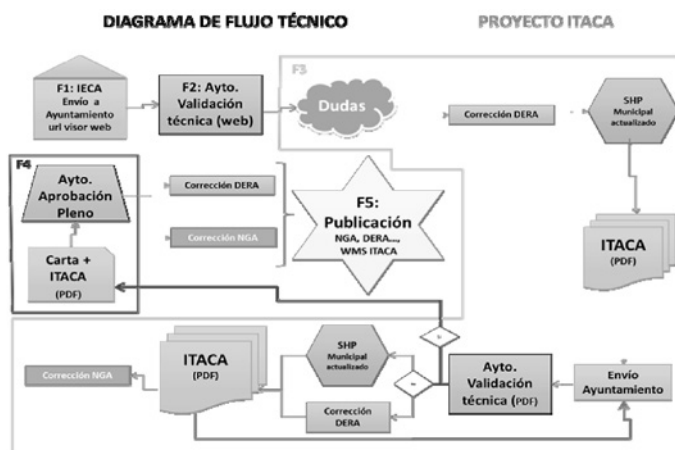 DIAGRAMA DE FLUJO TÉCNICO
PROYECTO ITACA
F1: IECA
Envío a
Ayuntamiento
url visor web
F2: Ayto.
Validación
técnica (web)
F3
Dudas
Corrección DERA
SHP
Municipal
actualizado
ITACA
(PDF)
F4
Ayto.
Aprobación
Pleno
Carta +
ITACA
(PDF)
Corrección DERA
Corrección NGA
F5:
Publicación
NGA, DERA...,
WMS ITACA
Corrección NGA
ITACA
(PDF)
SHP
Municipal
actualizado
Corrección
DERA
Ayto.
Validación
técnica (PDF)
Envío
Ayuntamiento